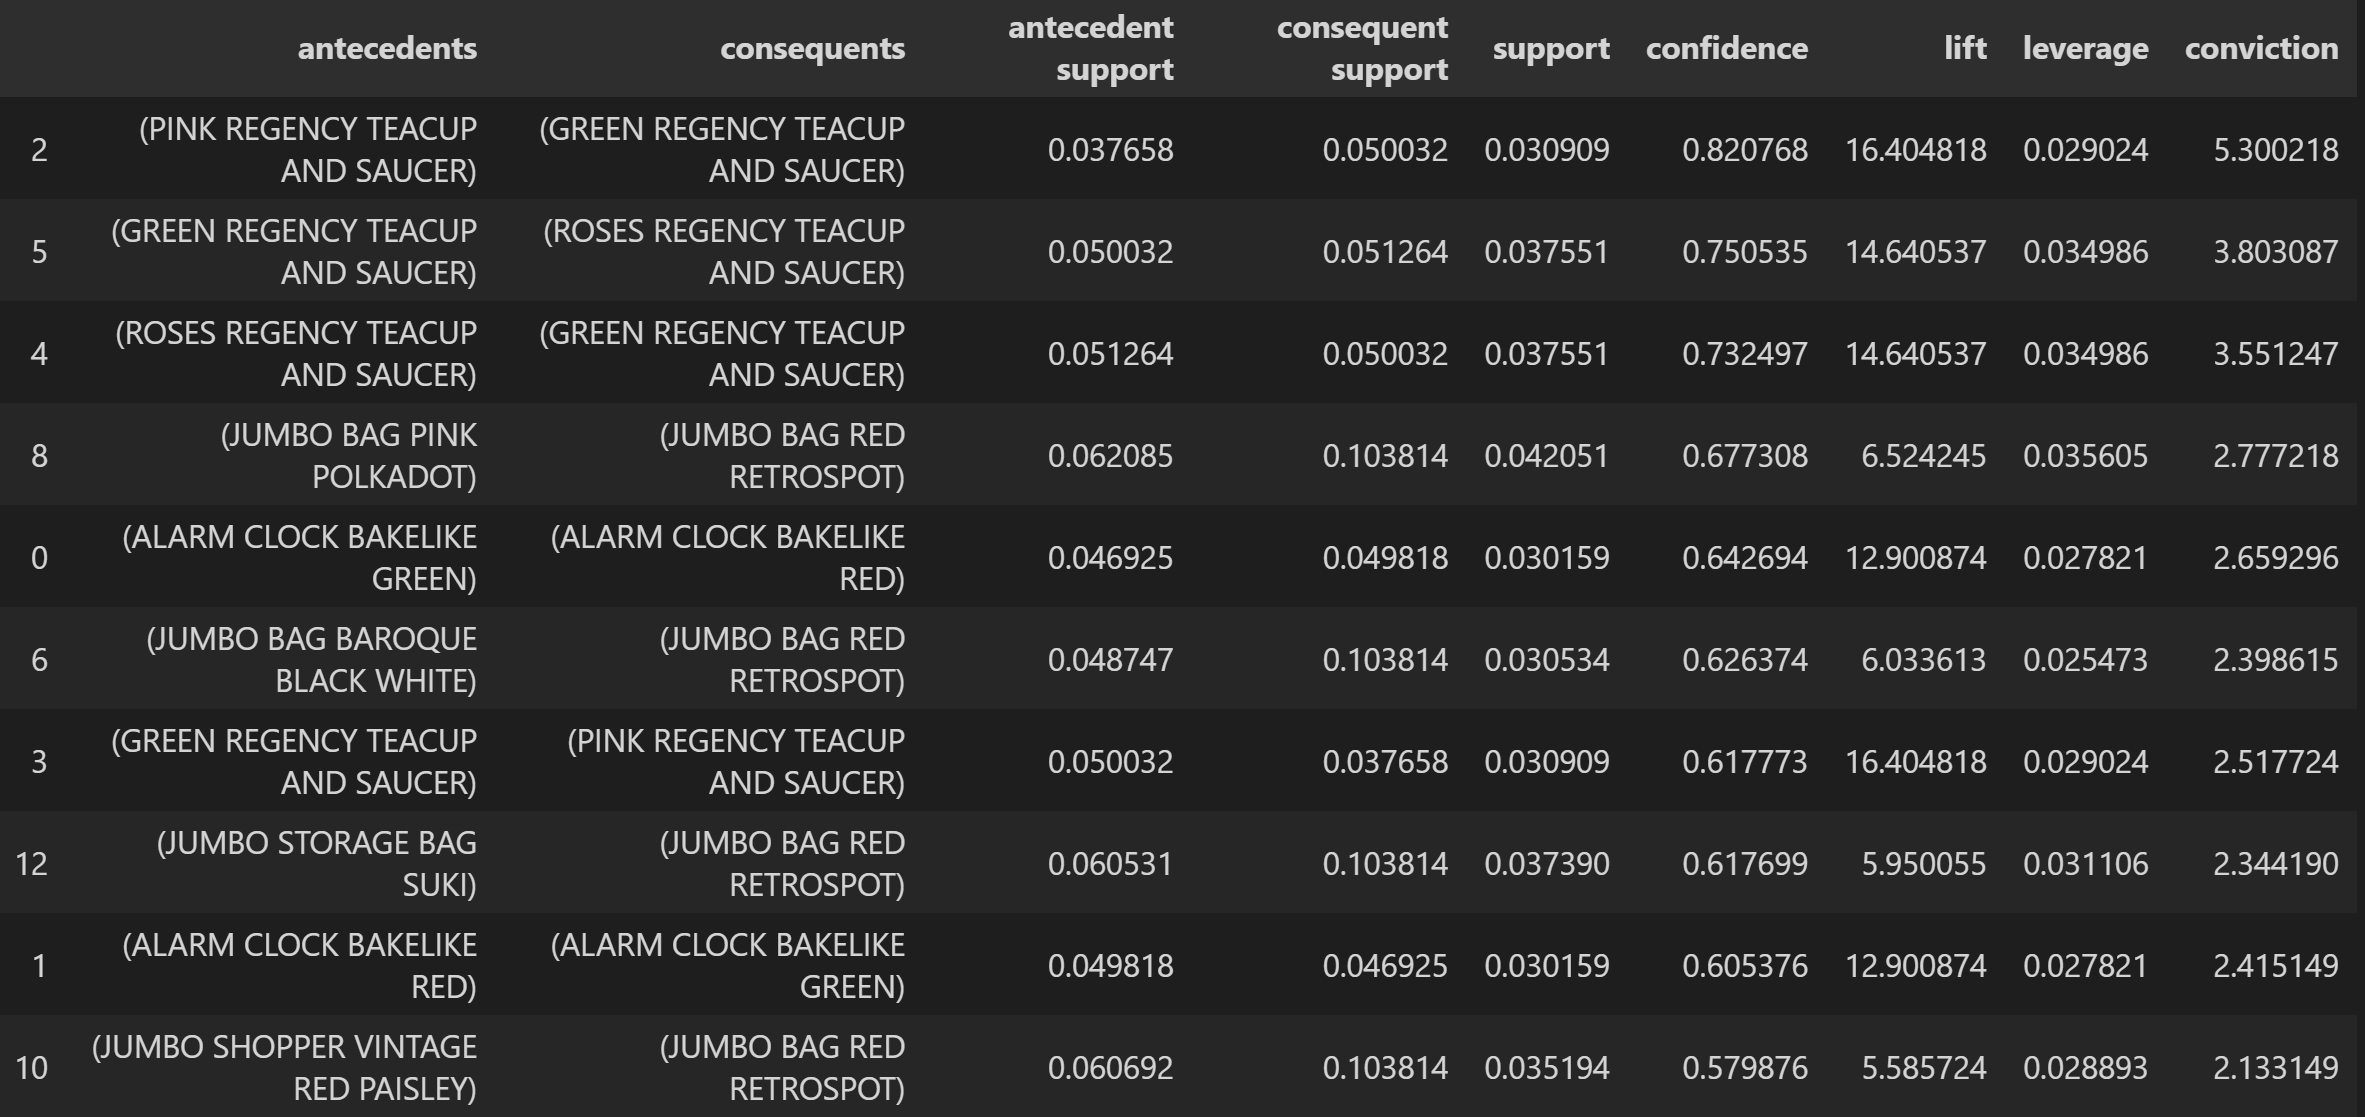 antecedents consequents antecedent support consequent support support confidence lift leverage conviction
2 (PINK REGENCY TEACUP AND SAUCER) (GREEN REGENCY TEACUP AND SAUCER) 0.037658 0.050032 0.030909 0.820768 16.404818 0.029024 5.300218
5 (GREEN REGENCY TEACUP AND SAUCER) (ROSES REGENCY TEACUP AND SAUCER) 0.050032 0.051264 0.037551 0.750535 14.640537 0.034986 3.803087
4 (ROSES REGENCY TEACUP AND SAUCER) (GREEN REGENCY TEACUP AND SAUCER) 0.051264 0.050032 0.037551 0.732497 14.640537 0.034986 3.551247
8 (JUMBO BAG PINK POLKADOT) (JUMBO BAG RED RETROSPOT) 0.062085 0.103814 0.042051 0.677308 6.524245 0.035605 2.777218
0 (ALARM CLOCK BAKELIKE GREEN) (ALARM CLOCK BAKELIKE RED) 0.046925 0.049818 0.030159 0.642694 12.900874 0.027821 2.659296
6 (JUMBO BAG BAROQUE BLACK WHITE) (JUMBO BAG RED RETROSPOT) 0.048747 0.103814 0.030534 0.626374 6.033613 0.025473 2.398615
3 (GREEN REGENCY TEACUP AND SAUCER) (PINK REGENCY TEACUP AND SAUCER) 0.050032 0.037658 0.030909 0.617773 16.404818 0.029024 2.517724
12 (JUMBO STORAGE BAG SUKI) (JUMBO BAG RED RETROSPOT) 0.060531 0.103814 0.037390 0.617699 5.950055 0.031106 2.344190
1 (ALARM CLOCK BAKELIKE RED) (ALARM CLOCK BAKELIKE GREEN) 0.049818 0.046925 0.030159 0.605376 12.900874 0.027821 2.415149
10 (JUMBO SHOPPER VINTAGE RED PAISLEY) (JUMBO BAG RED RETROSPOT) 0.060692 0.103814 0.035194 0.579876 5.585724 0.028893 2.133149